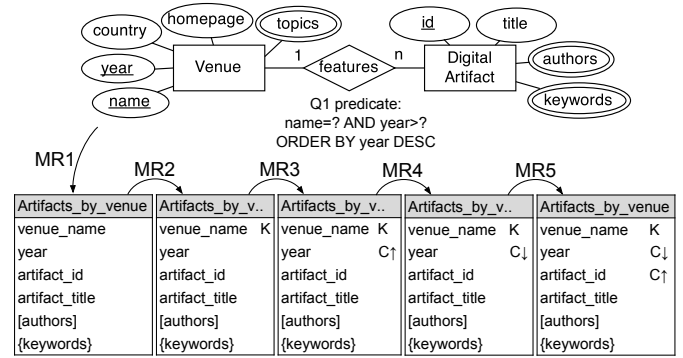 country
homepage
topics
year
name
Venue
1
features
n
id
title
authors
keywords
Digital
Artifact
Q1 predicate:
name=? AND year>?
ORDER BY year DESC
MR1
MR2
MR3
MR4
MR5
Artifacts_by_venue
venue_name
year
artifact_id
artifact_title
[authors]
{keywords}
Artifacts_by_v..
venue_name K
year
artifact_id
artifact_title
[authors]
{keywords}
Artifacts_by_v..
venue_name K
year C↑
artifact_id
artifact_title
[authors]
{keywords}
Artifacts_by_v..
venue_name K
year C↓
artifact_id
artifact_title
[authors]
{keywords}
Artifacts_by_venue
venue_name K
year C↓
artifact_id C↑
artifact_title
[authors]
{keywords}